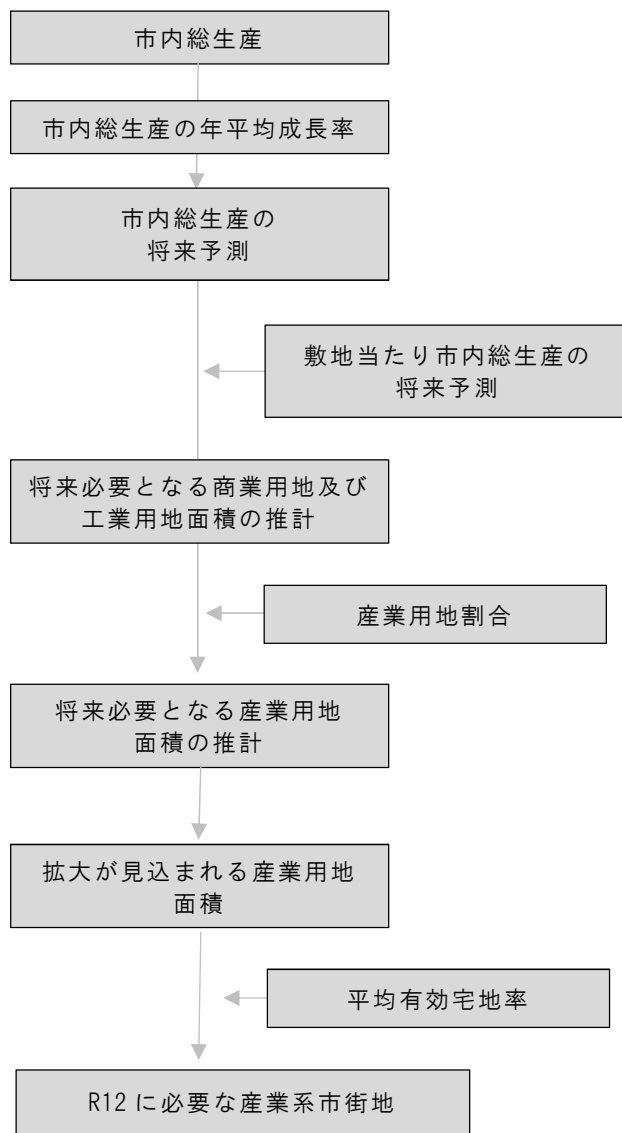 市内総生産
市内総生産の年平均成長率
市内総生産の
将来予測
敷地当たり市内総生産の
将来予測
将来必要となる商業用地及び
工業用地面積の推計
産業用地割合
将来必要となる産業用地
面積の推計
拡大が見込まれる産業用地
面積
平均有効宅地率
R12に必要な産業系市街地